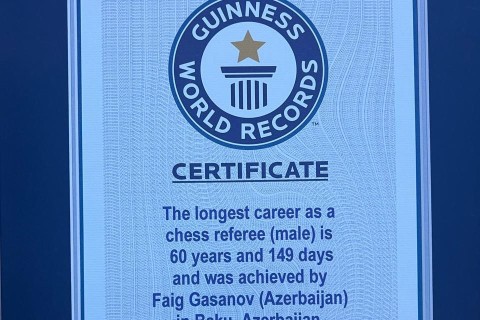 GUINNESS
WORLD RECORDS
™
CERTIFICATE
The longest career as a
chess referee (male) is
60 years and 149 days
and was achieved by
Faig Gasanov (Azerbaijan)
in Baku, Azerbaijan